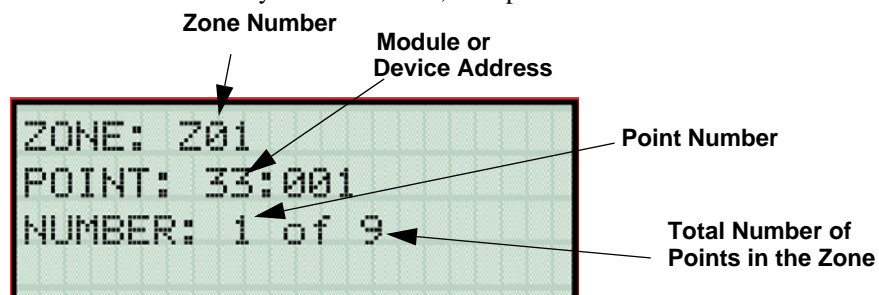 Zone Number
Module or
Device Address
ZONE: Z01
POINT: 33:001
NUMBER: 1 of 9
Point Number
Total Number of
Points in the Zone